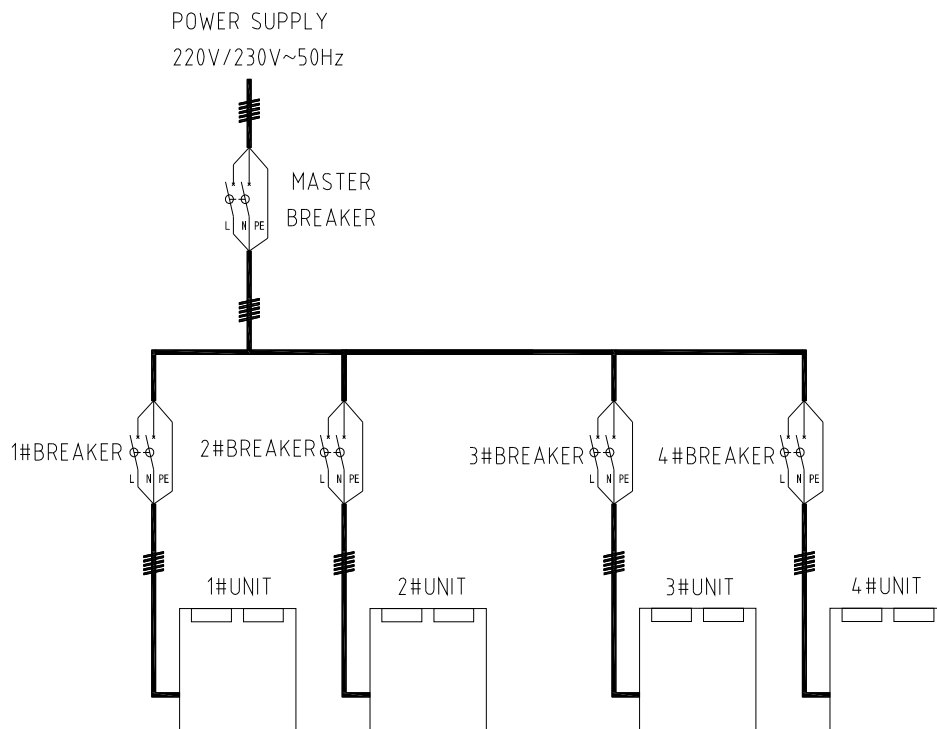 POWER SUPPLY
220V/230V~50Hz
MASTER
BREAKER
L N PE
1#BREAKER
2#BREAKER
3#BREAKER
4#BREAKER
L N PE
L N PE
L N PE
L N PE
1#UNIT
2#UNIT
3#UNIT
4#UNIT